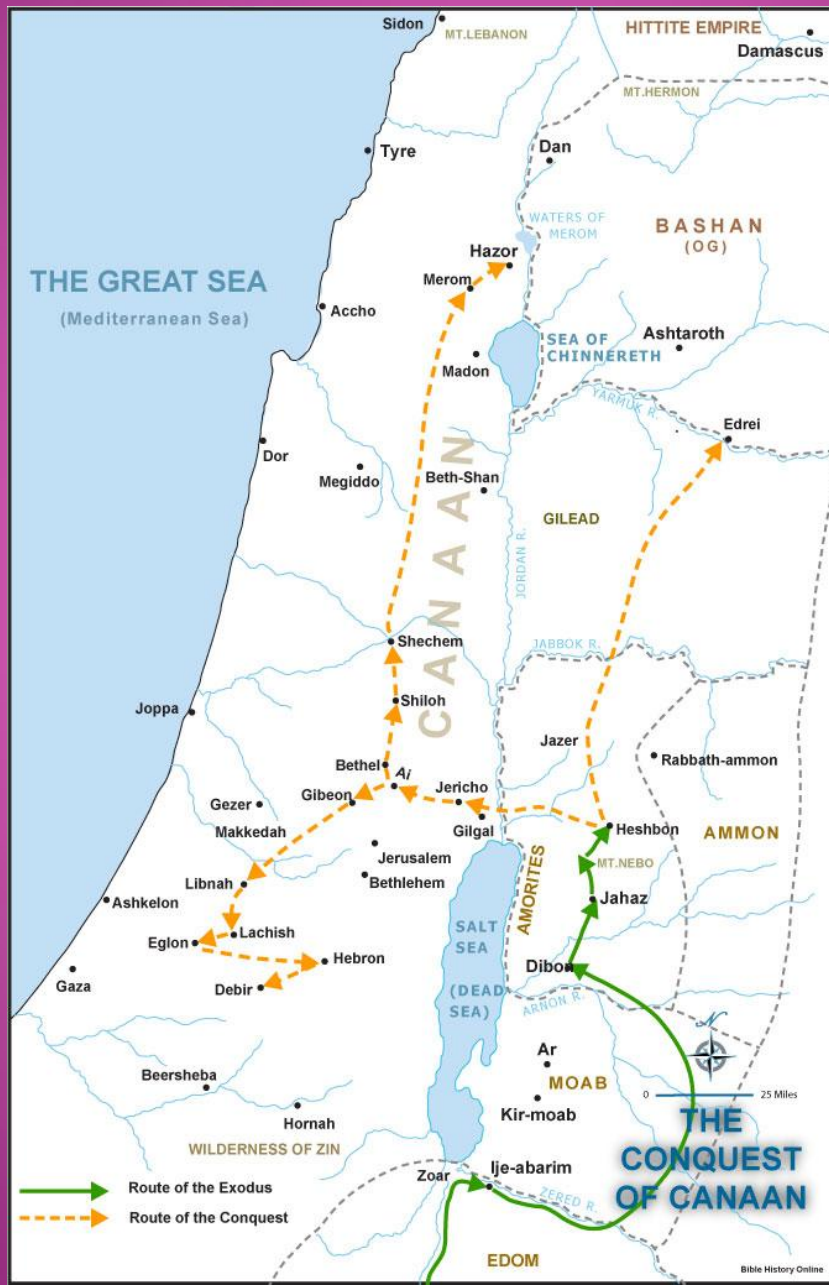 Sidon
MT.LEBANON
HITTITE EMPIRE
Damascus
MT.HERMON
Tyre
Dan
WATERS OF
MEROM
BASHAN
(OG)
Hazor
Merom
THE GREAT SEA
(Mediterranean Sea)
Accho
SEA OF
CHINNERETH
Ashtaroth
Madon
YARMUK R.
Edrei
Dor
Megiddo
Beth-Shan
CANAAN
GILEAD
JORDAN R.
JABBOK R.
Shechem
Shiloh
Joppa
Jazer
Bethel
Ai
Rabbath-ammon
Gibeon
Jericho
Gezer
Makkedah
Gilgal
Heshbon
AMMON
Jerusalem
MT.NEBO
Bethlehem
Libnah
Ashkelon
AMORITES
Jahaz
Lachish
Eglon
SALT
SEA
(DEAD
SEA)
Hebron
Dibon
Gaza
Debir
ARNON R.
N
Ar
Beersheba
MOAB
0 25 Miles
Kir-moab
Hornah
THE
CONQUEST
OF CANAAN
WILDERNESS OF ZIN
Zoar
Ije-abarim
ZERED R.
Route of the Exodus
Route of the Conquest
EDOM
Bible History Online